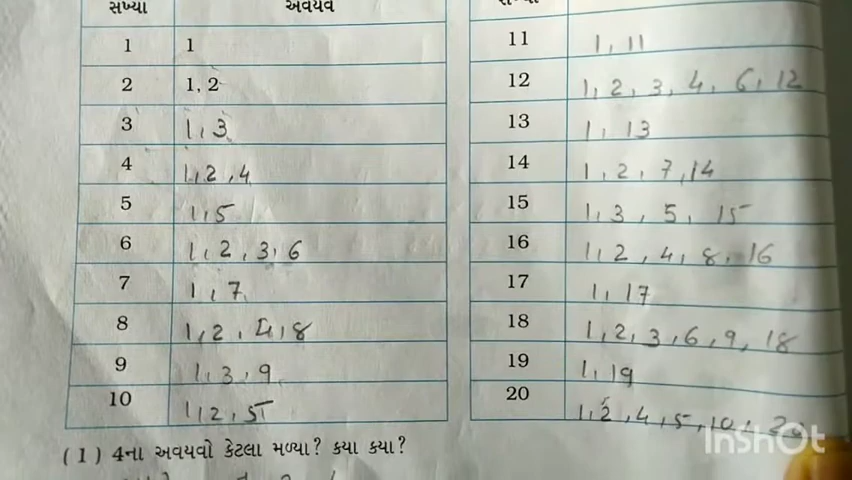 સંખ્યા અવયવ
1 1
2 1, 2
3 1, 3
4 1, 2, 4
5 1, 5
6 1, 2, 3, 6
7 1, 7
8 1, 2, 4, 8
9 1, 3, 9
10 1, 2, 5
11 1, 11
12 1, 2, 3, 4, 6, 12
13 1, 13
14 1, 2, 7, 14
15 1, 3, 5, 15
16 1, 2, 4, 8, 16
17 1, 17
18 1, 2, 3, 6, 9, 18
19 1, 19
20 1, 2, 4, 5, 10, 20
(1) 4ના અવયવો કેટલા મળ્યા? કયા કયા?
InShOt